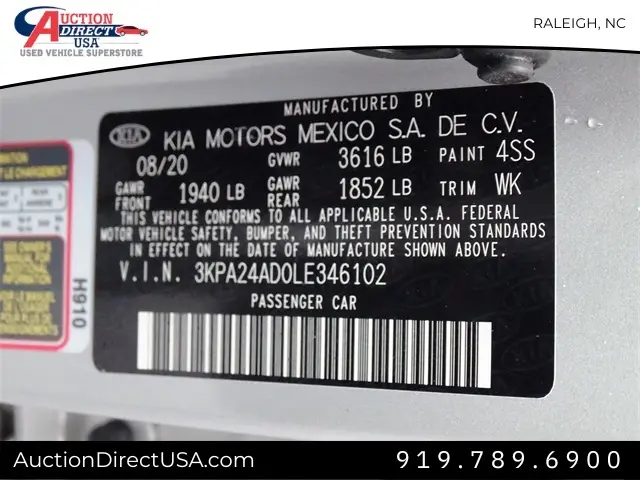 AUCTION
DIRECT
USA
USED VEHICLE SUPERSTORE
RALEIGH, NC
MANUFACTURED BY
KIA KIA MOTORS MEXICO S.A. DE C.V.
08/20 GVWR 3616 LB PAINT 4SS
GAWR FRONT 1940 LB GAWR REAR 1852 LB TRIM WK
THIS VEHICLE CONFORMS TO ALL APPLICABLE U.S.A. FEDERAL
MOTOR VEHICLE SAFETY, BUMPER, AND THEFT PREVENTION STANDARDS
IN EFFECT ON THE DATE OF MANUFACTURE SHOWN ABOVE.
V.I.N. 3KPA24AD0LE346102
PASSENGER CAR
H910
AuctionDirectUSA.com
919.789.6900